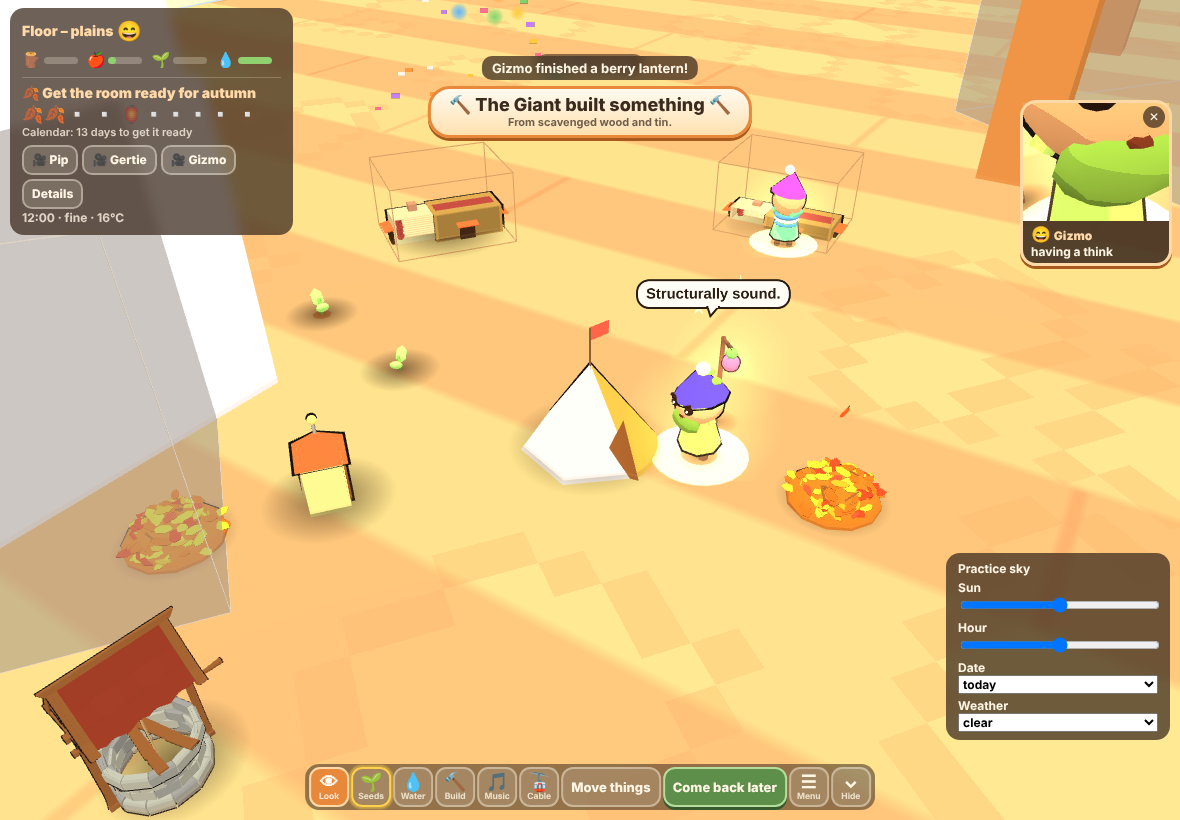 Floor – plains
Get the room ready for autumn
Calendar: 13 days to get it ready
Pip
Gertie
Gizmo
Details
12:00 · fine · 16°C
Gizmo finished a berry lantern!
The Giant built something
From scavenged wood and tin.
×
Gizmo
having a think
Structurally sound.
Practice sky
Sun
Hour
Date
today
Weather
clear
Look
Seeds
Water
Build
Music
Cable
Move things
Come back later
Menu
Hide